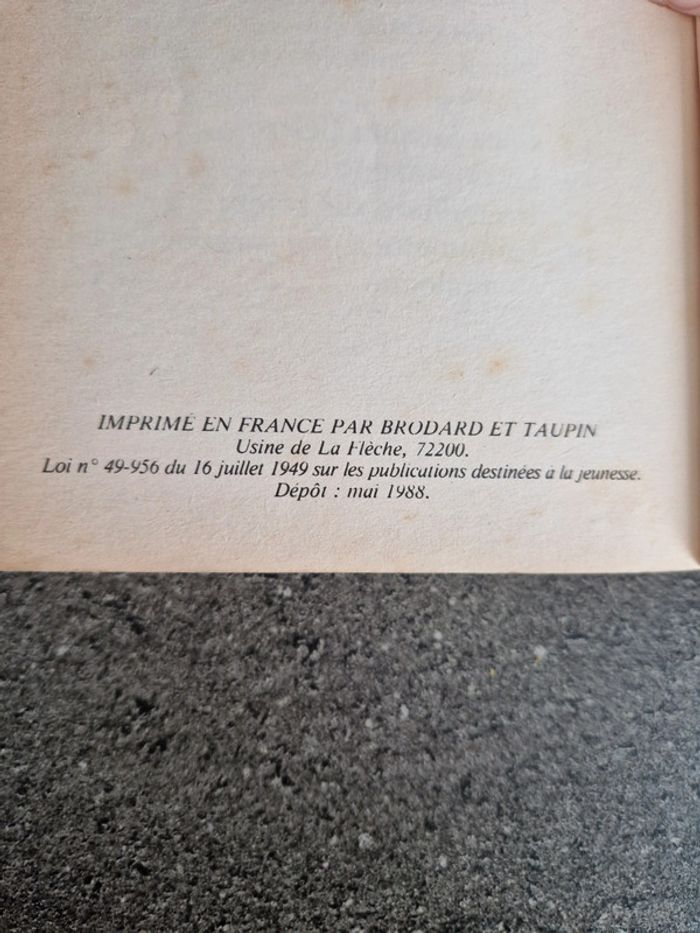 IMPRIMÉ EN FRANCE PAR BRODARD ET TAUPIN
Usine de La Flèche, 72200.
Loi n° 49-956 du 16 juillet 1949 sur les publications destinées à la jeunesse.
Dépôt : mai 1988.